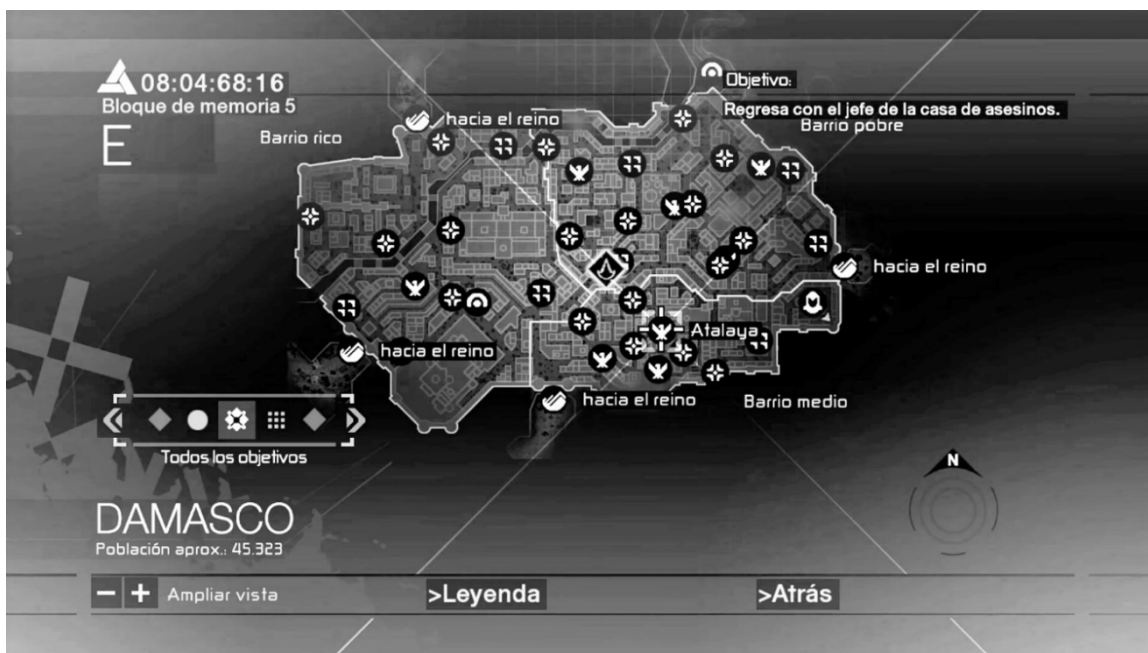 08:04:68:16
Bloque de memoria 5
E
Objetivo:
Regresa con el jefe de la casa de asesinos.
Barrio rico
hacia el reino
Barrio pobre
hacia el reino
Atalaya
hacia el reino
hacia el reino
Barrio medio
Todos los objetivos
N
DAMASCO
Población aprox.: 45.323
Ampliar vista
>Leyenda
>Atrás